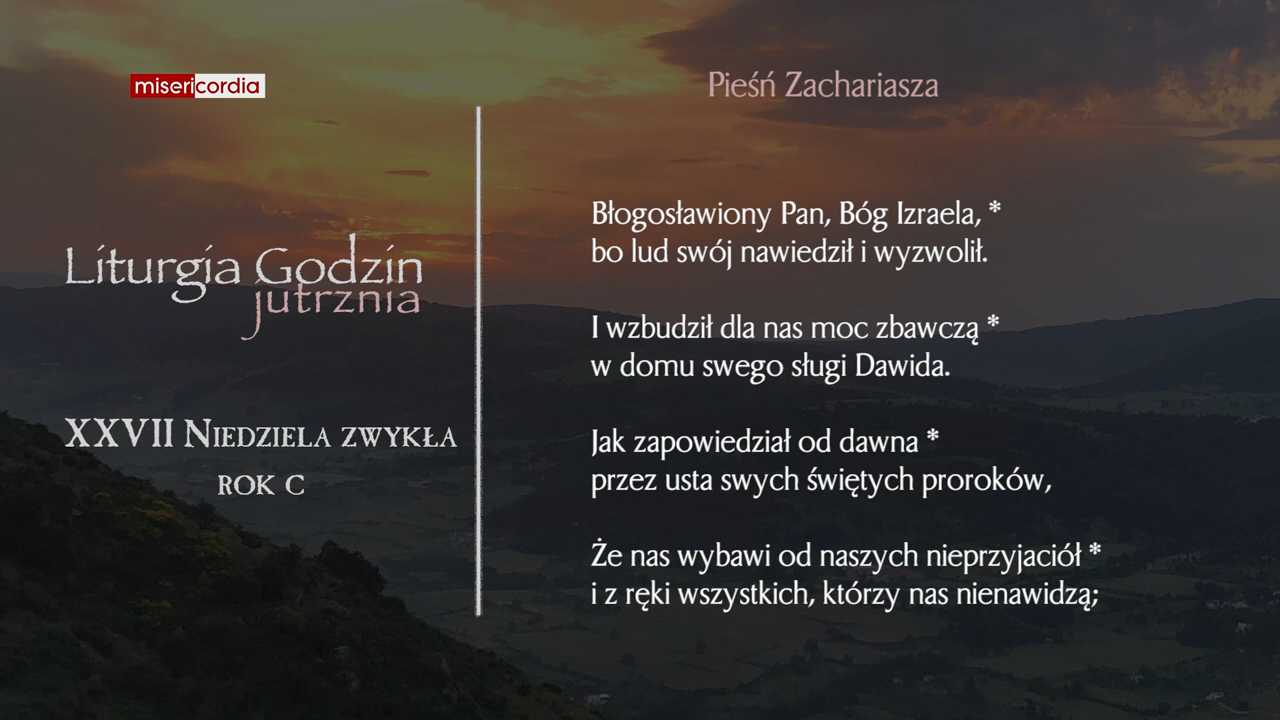 misericordia
Liturgia Godzin
jutrznia
XXVII Niedziela zwykła
rok C
Pieśń Zachariasza
Błogosławiony Pan, Bóg Izraela, *
bo lud swój nawiedził i wyzwolił.
I wzbudził dla nas moc zbawczą *
w domu swego sługi Dawida.
Jak zapowiedział od dawna *
przez usta swych świętych proroków,
Że nas wybawi od naszych nieprzyjaciół *
i z ręki wszystkich, którzy nas nienawidzą;